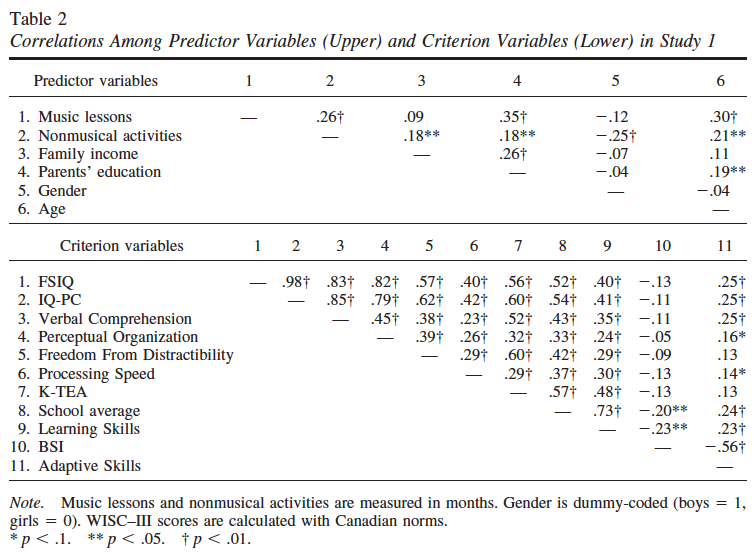 Table 2
Correlations Among Predictor Variables (Upper) and Criterion Variables (Lower) in Study 1
Predictor variables 1 2 3 4 5 6
1. Music lessons — .26† .09 .35† −.12 .30†
2. Nonmusical activities — .18** .18** −.25† .21**
3. Family income — .26† −.07 .11
4. Parents' education — −.04 .19**
5. Gender — −.04
6. Age —
Criterion variables 1 2 3 4 5 6 7 8 9 10 11
1. FSIQ — .98† .83† .82† .57† .40† .56† .52† .40† −.13 .25†
2. IQ-PC — .85† .79† .62† .42† .60† .54† .41† −.11 .25†
3. Verbal Comprehension — .45† .38† .23† .52† .43† .35† −.11 .25†
4. Perceptual Organization — .39† .26† .32† .33† .24† −.05 .16*
5. Freedom From Distractibility — .29† .60† .42† .29† −.09 .13
6. Processing Speed — .29† .37† .30† −.13 .14*
7. K-TEA — .57† .48† −.13 .13
8. School average — .73† −.20** .24†
9. Learning Skills — −.23** .23†
10. BSI — −.56†
11. Adaptive Skills —
Note. Music lessons and nonmusical activities are measured in months. Gender is dummy-coded (boys = 1,
girls = 0). WISC–III scores are calculated with Canadian norms.
* p < .1. ** p < .05. † p < .01.